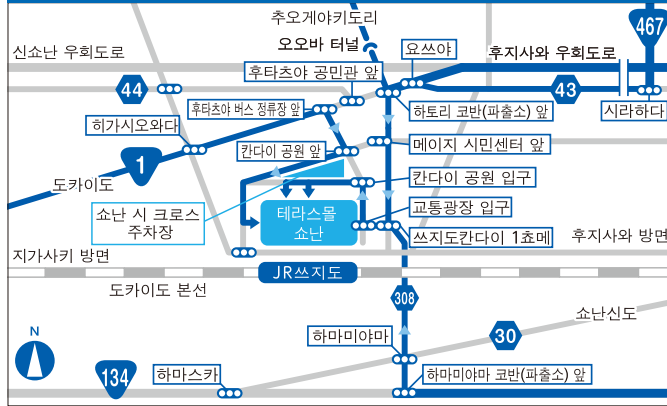 추오게야키도리
467
오오바 터널
요쓰야
신쇼난 우회도로
후지사와 우회도로
후타츠야 공민관 앞
44
43
후타츠야 버스 정류장 앞
하토리 코반(파출소) 앞
시라하다
히가시오와다
칸다이 공원 앞
메이지 시민센터 앞
1
칸다이 공원 입구
도카이도
쇼난 시 크로스
주차장
테라스몰
쇼난
교통광장 입구
쓰지도칸다이 1쵸메
후지사와 방면
지가사키 방면
JR쓰지도
도카이도 본선
308
쇼난신도
N
하마미야마
30
134
하마스카
하마미야마 코반(파출소) 앞